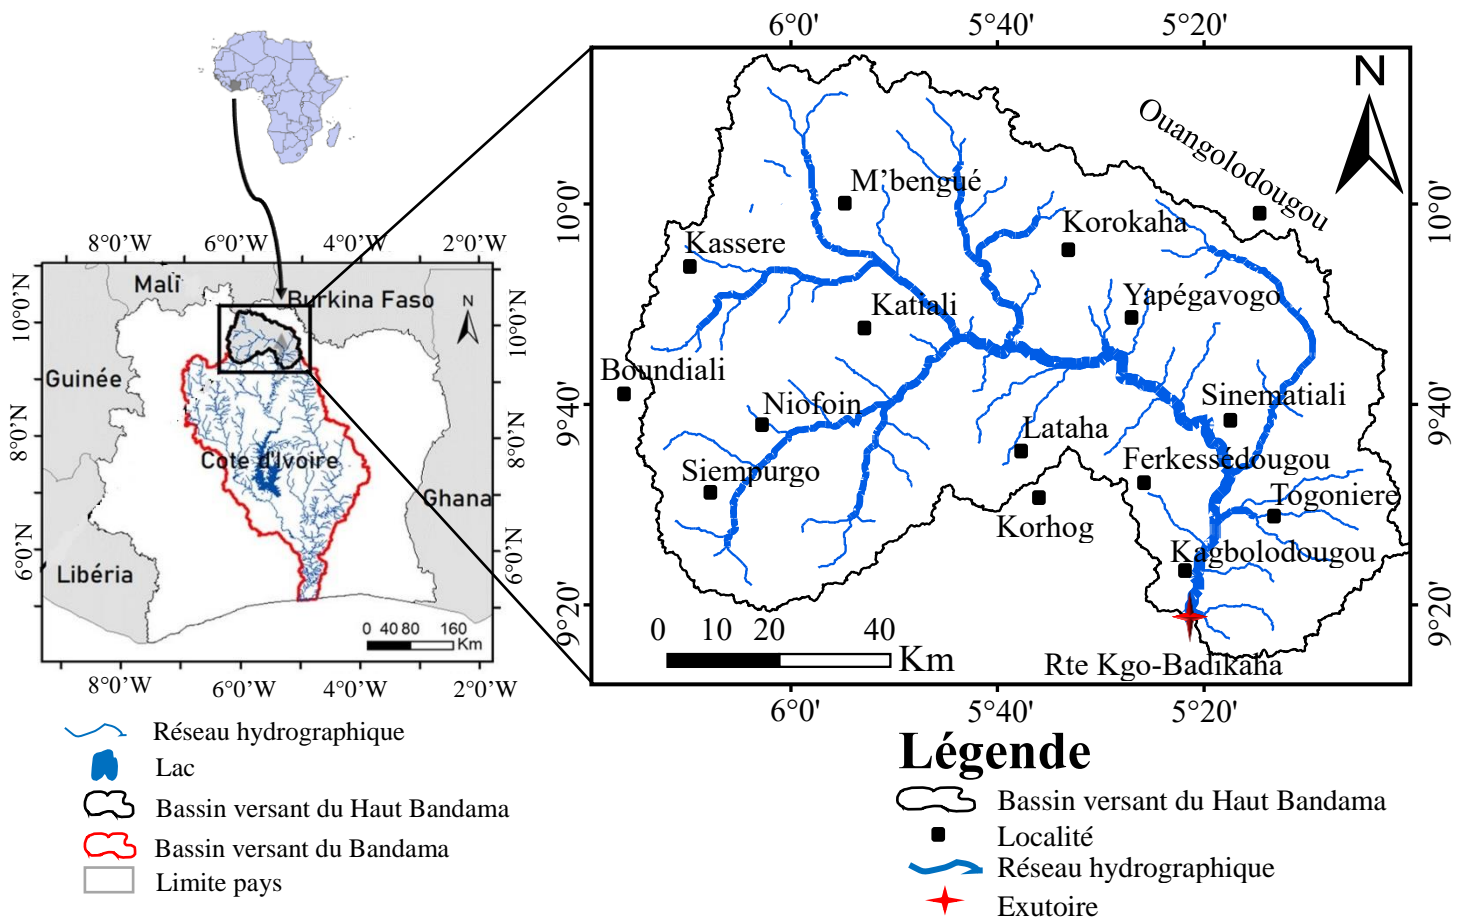 6°0'
5°40'
5°20'
N
Ouangolodougou
10°0'
10°0'
M'bengué
Korokaha
Kassere
Katiali
Yapégavogo
Boundiali
Niofoin
Sinematiali
9°40'
9°40'
Lataha
Ferkessedougou
Siempurgo
Togoniere
Korhog
Kagbolodougou
9°20'
9°20'
0 10 20 40
Km
Rte Kgo-Badikaha
6°0'
5°40'
5°20'
8°0'W
6°0'W
4°0'W
2°0'W
Mali
Burkina Faso
N
10°0'N
10°0'N
Guinée
8°0'N
8°0'N
Cote d'Ivoire
Ghana
6°0'N
6°0'N
Libéria
0 40 80 160
Km
8°0'W
6°0'W
4°0'W
2°0'W
Réseau hydrographique
Lac
Bassin versant du Haut Bandama
Bassin versant du Bandama
Limite pays
Légende
Bassin versant du Haut Bandama
Localité
Réseau hydrographique
Exutoire